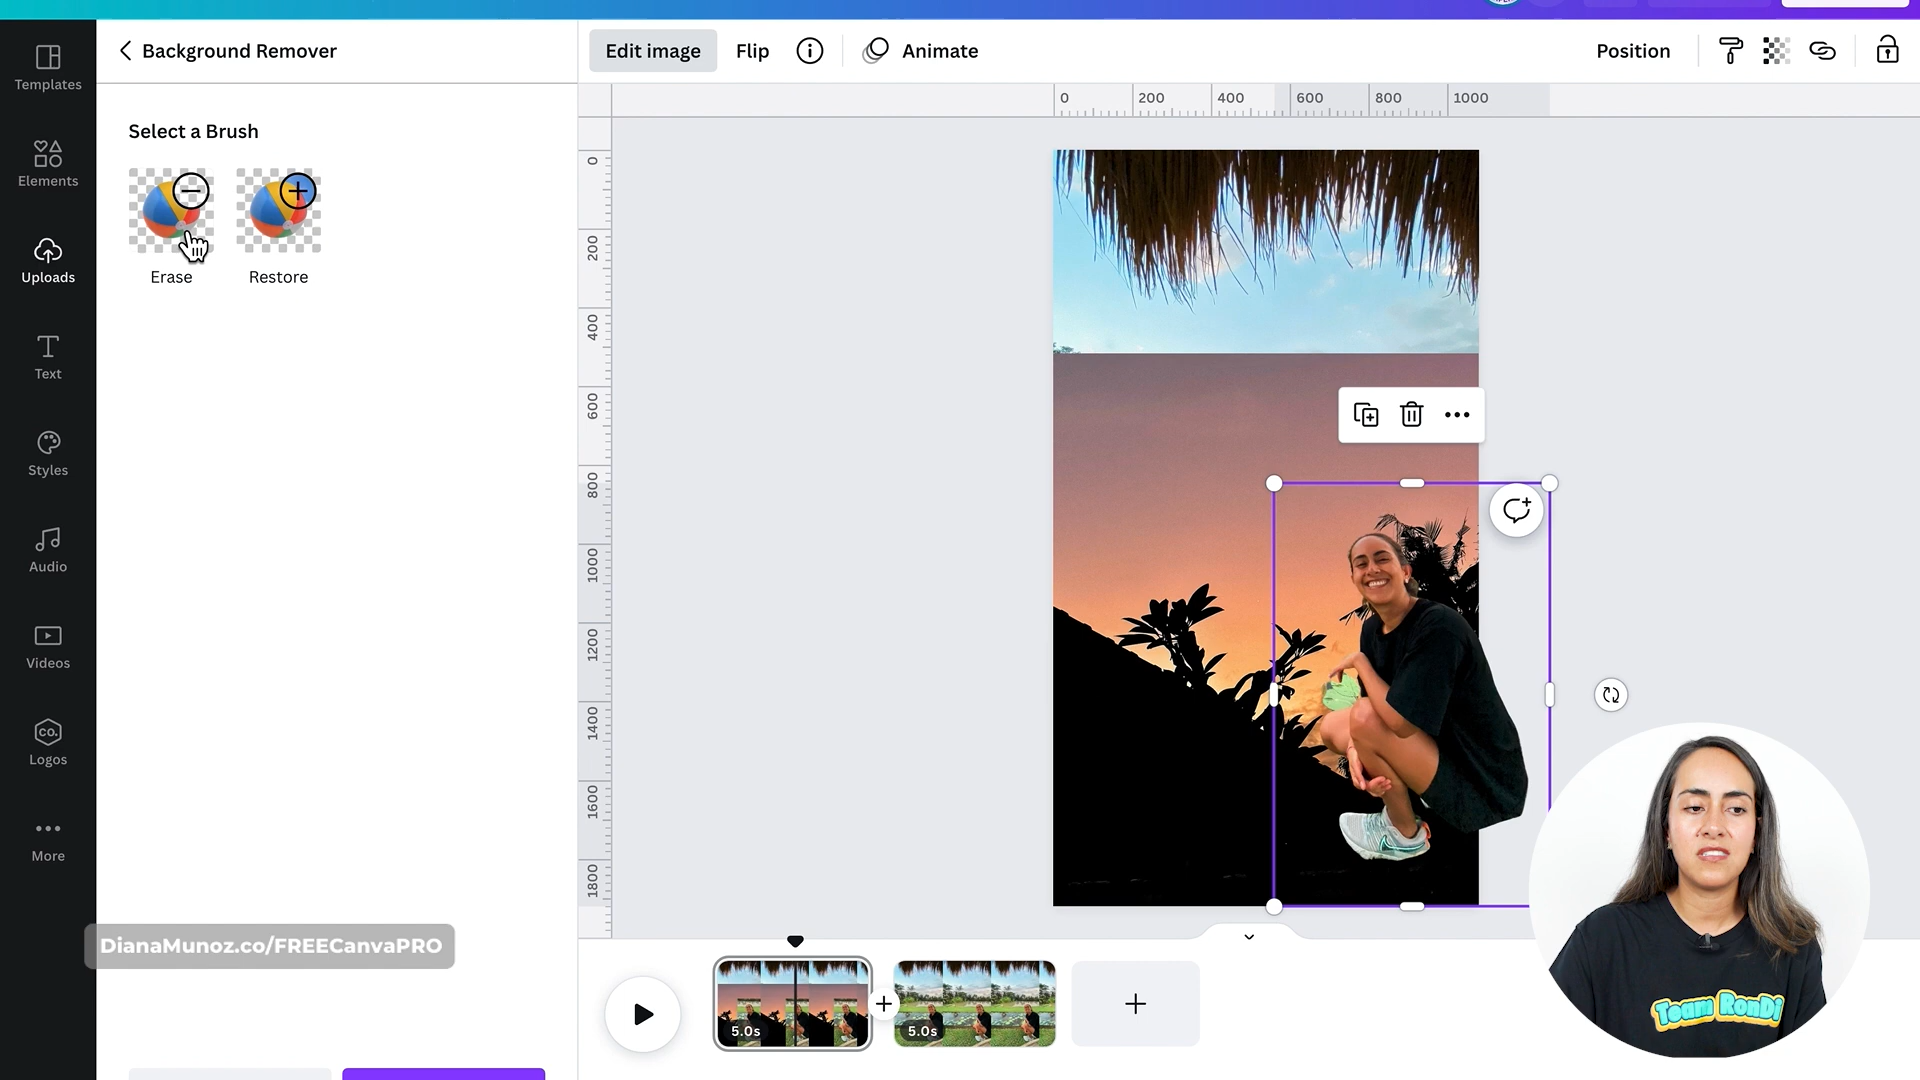 Background Remover
Edit image
Flip
Animate
Position
Templates
Elements
Uploads
Text
Styles
Audio
Videos
CO.
Logos
More
Select a Brush
Erase
Restore
0
200
400
600
800
1000
0
200
400
600
800
1000
1200
1400
1600
1800
DianaMunoz.co/FREECanvaPRO
5.0s
5.0s
Team RonDi